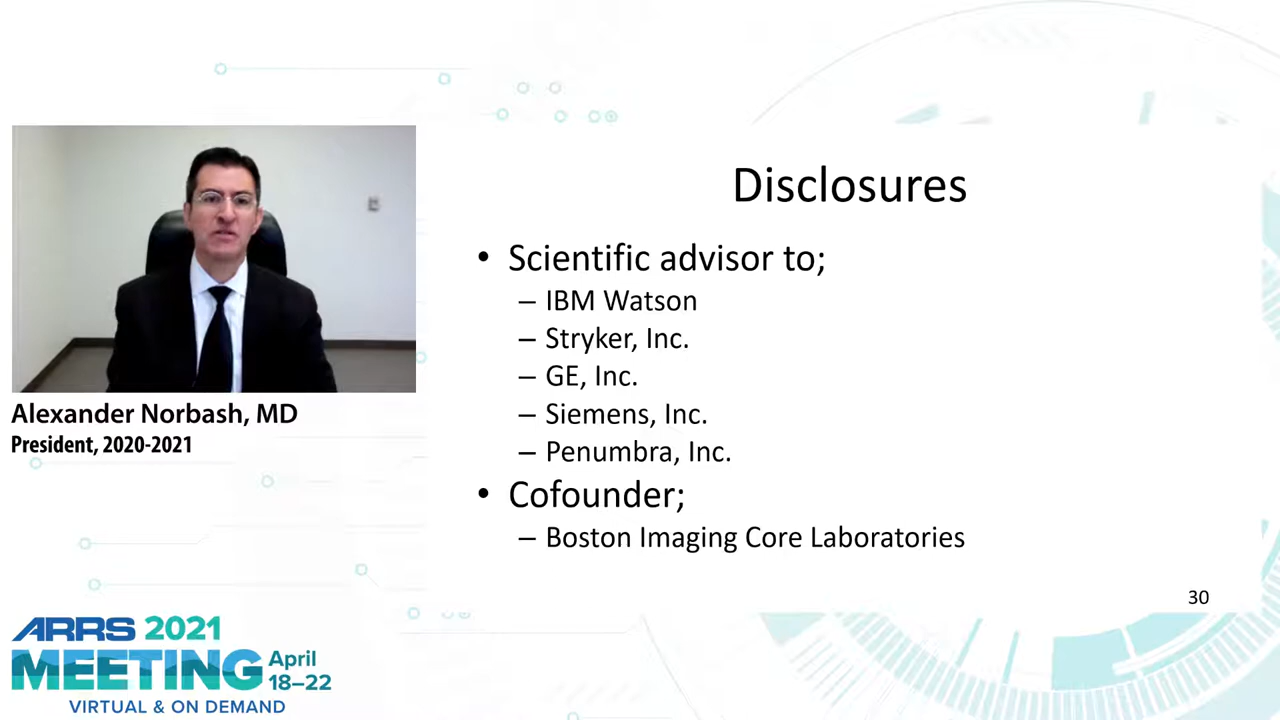 Alexander Norbash, MD
President, 2020-2021
Disclosures
• Scientific advisor to;
– IBM Watson
– Stryker, Inc.
– GE, Inc.
– Siemens, Inc.
– Penumbra, Inc.
• Cofounder;
– Boston Imaging Core Laboratories
30
ARRS 2021
MEETING April 18–22
VIRTUAL & ON DEMAND